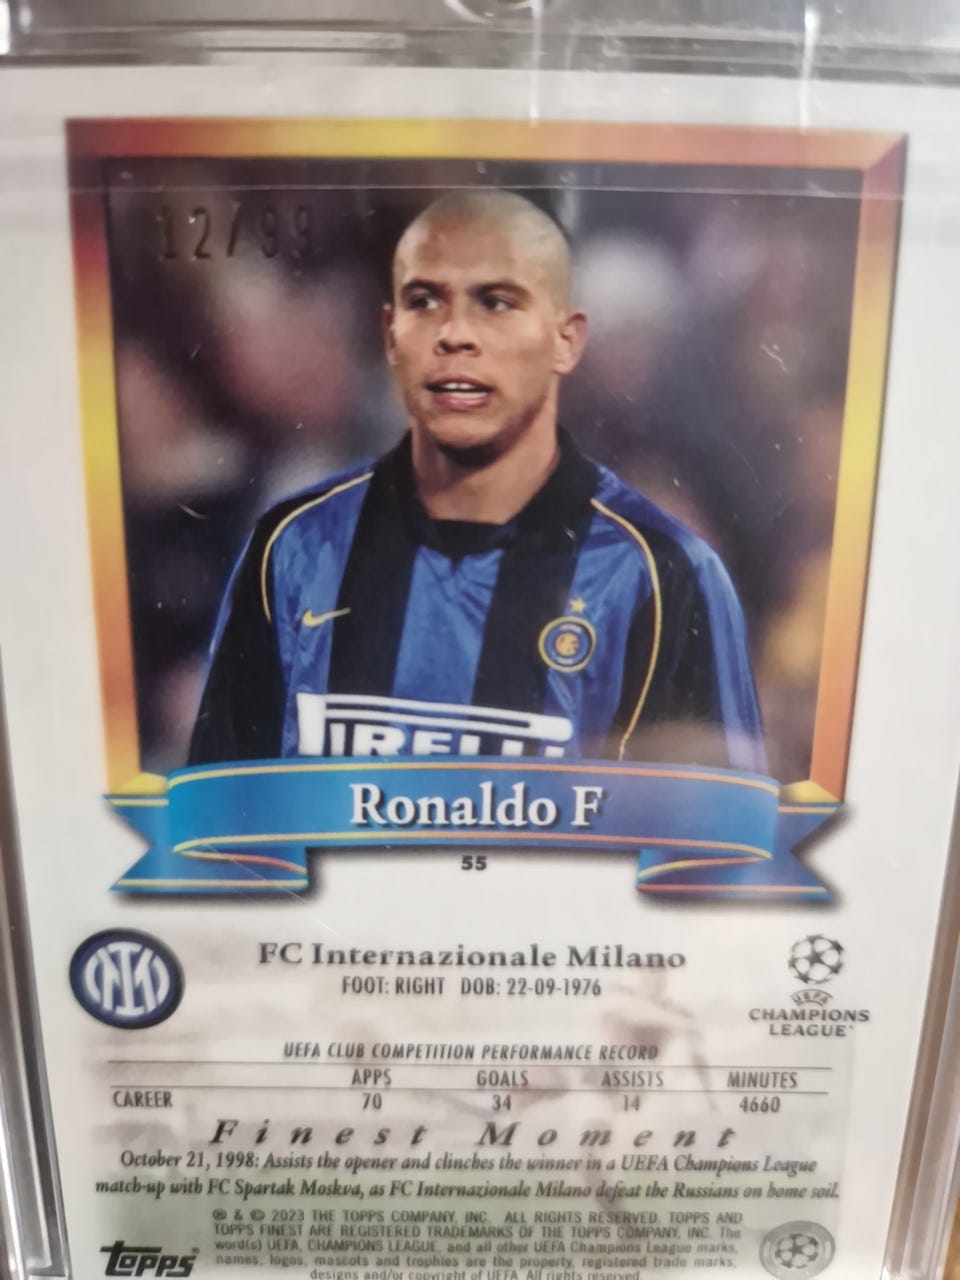 12/99
PIRELLI
Ronaldo F
55
FC Internazionale Milano
FOOT: RIGHT DOB: 22-09-1976
UEFA
CHAMPIONS
LEAGUE
UEFA CLUB COMPETITION PERFORMANCE RECORD
APPS GOALS ASSISTS MINUTES
CAREER 70 34 14 4660
Finest Moment
October 21, 1998: Assists the opener and clinches the winner in a UEFA Champions League
match-up with FC Spartak Moskva, as FC Internazionale Milano defeat the Russians on home soil.
® & © 2023 THE TOPPS COMPANY, INC. ALL RIGHTS RESERVED. TOPPS AND
TOPPS FINEST ARE REGISTERED TRADEMARKS OF THE TOPPS COMPANY, INC. The
word(s) UEFA, CHAMPIONS LEAGUE, and all other UEFA Champions League marks,
names, logos, mascots and trophies are the property, registered trade marks,
designs and/or copyright of UEFA. All rights reserved.
TOPPS®